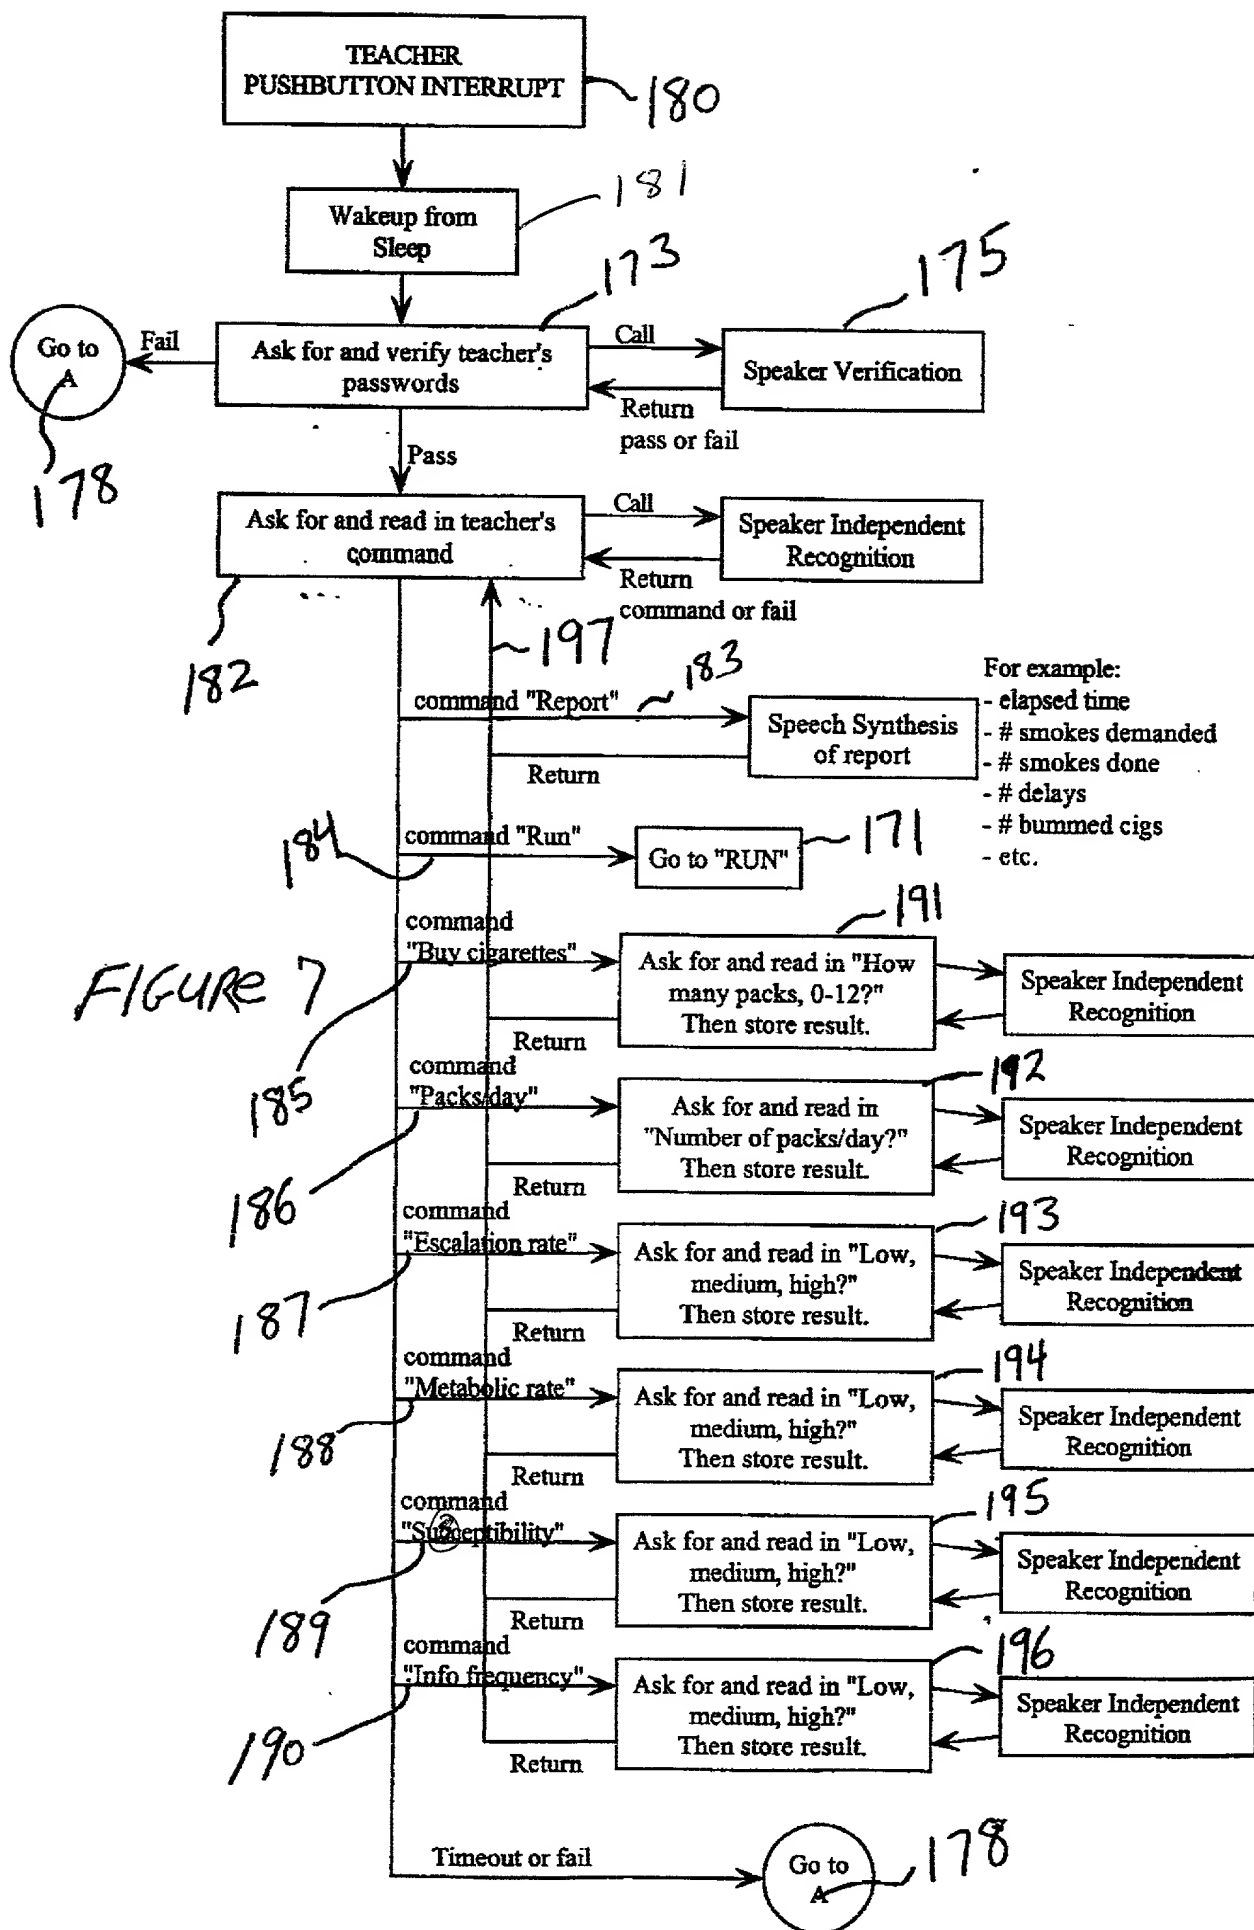 TEACHER
PUSHBUTTON INTERRUPT
180
Wakeup from
Sleep
181
173
175
Go to
A
Fail
Ask for and verify teacher's
passwords
Call
Return
pass or fail
Speaker Verification
178
Pass
Ask for and read in teacher's
command
Call
Return
command or fail
Speaker Independent
Recognition
182
197
command "Report"
183
Speech Synthesis
of report
Return
For example:
- elapsed time
- # smokes demanded
- # smokes done
- # delays
- # bummed cigs
- etc.
184
command "Run"
Go to "RUN"
171
FIGURE 7
command
"Buy cigarettes"
185
Ask for and read in "How
many packs, 0-12?"
Then store result.
191
Speaker Independent
Recognition
Return
command
"Packs/day"
186
Ask for and read in
"Number of packs/day?"
Then store result.
192
Speaker Independent
Recognition
Return
command
"Escalation rate"
187
Ask for and read in "Low,
medium, high?"
Then store result.
193
Speaker Independent
Recognition
Return
command
"Metabolic rate"
188
Ask for and read in "Low,
medium, high?"
Then store result.
194
Speaker Independent
Recognition
Return
command
"Susceptibility"
189
Ask for and read in "Low,
medium, high?"
Then store result.
195
Speaker Independent
Recognition
Return
command
"Info frequency"
190
Ask for and read in "Low,
medium, high?"
Then store result.
196
Speaker Independent
Recognition
Return
Timeout or fail
Go to
A
178